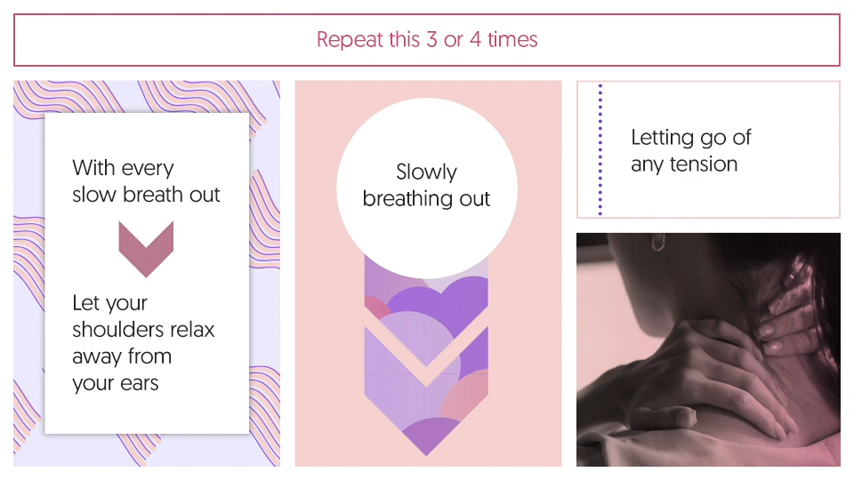 Repeat this 3 or 4 times
With every
slow breath out
Let your
shoulders relax
away from
your ears
Slowly
breathing out
Letting go of
any tension